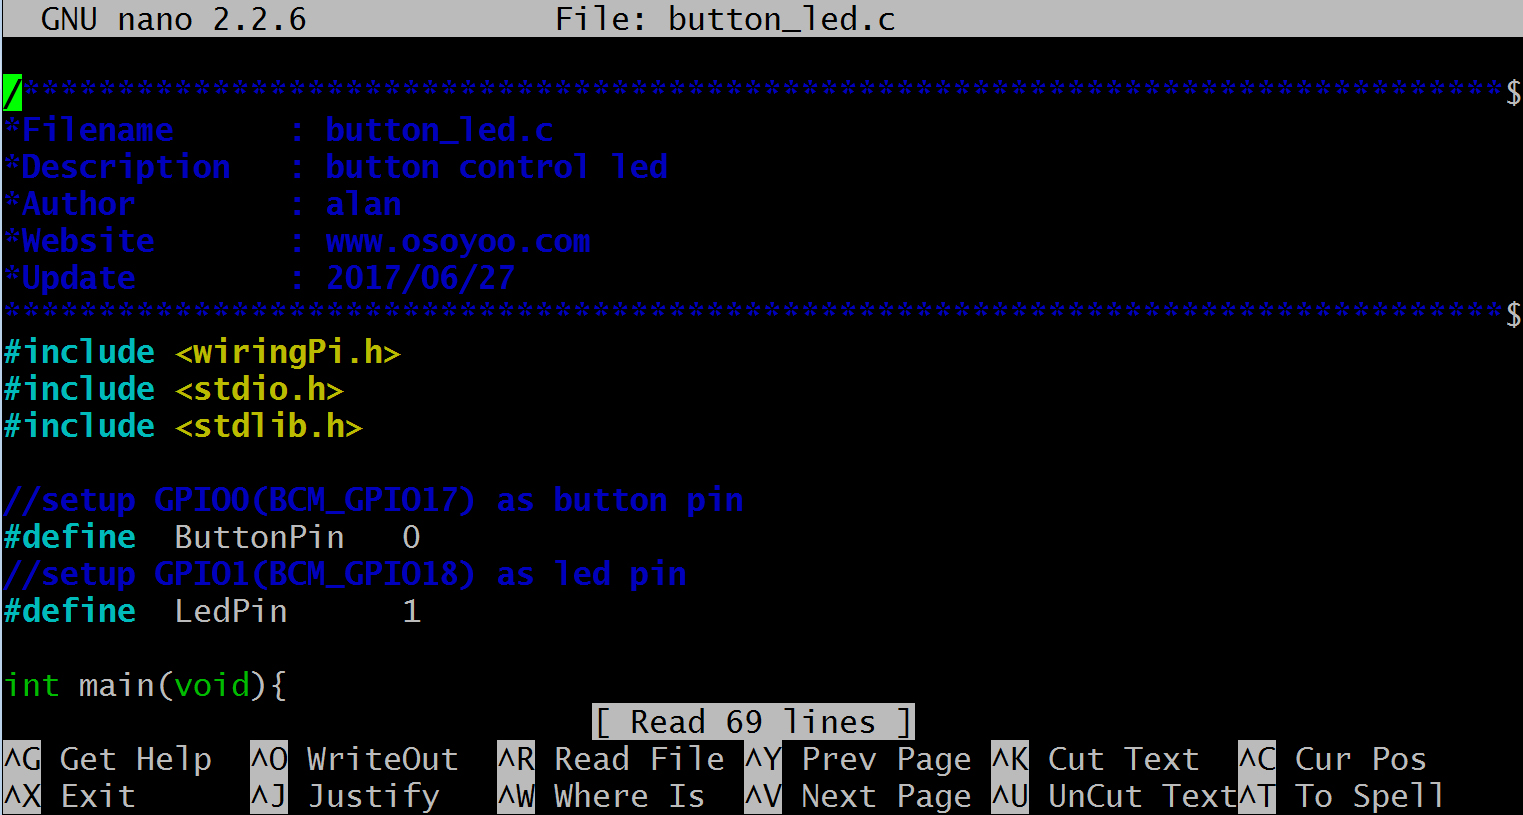 GNU nano 2.2.6 File: button_led.c
/******************************************************************************$
*Filename : button_led.c
*Description : button control led
*Author : alan
*Website : www.osoyoo.com
*Update : 2017/06/27
*******************************************************************************$
#include <wiringPi.h>
#include <stdio.h>
#include <stdlib.h>
//setup GPIO0(BCM_GPIO17) as button pin
#define ButtonPin 0
//setup GPIO1(BCM_GPIO18) as led pin
#define LedPin 1
int main(void){
[ Read 69 lines ]
^G Get Help ^O WriteOut ^R Read File ^Y Prev Page ^K Cut Text ^C Cur Pos
^X Exit ^J Justify ^W Where Is ^V Next Page ^U UnCut Text ^T To Spell